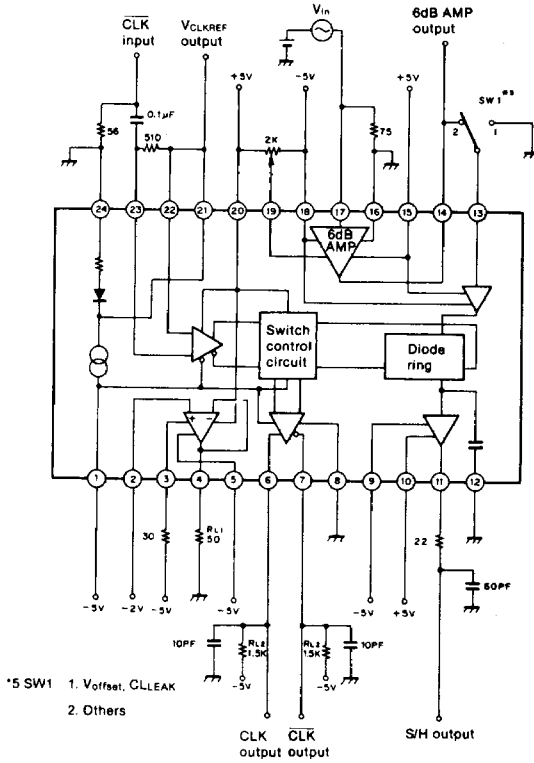 CLK input
VCLKREF output
Vin
6dB AMP output
+5V
-5V
+5V
SW1 *5
2
1
56
0.1µF
510
2K
75
24
23
22
21
20
19
18
17
16
15
14
13
6dB AMP
Switch control circuit
Diode ring
+
-
1
2
3
4
5
6
7
8
9
10
11
12
30
RL1 50
22
-5V
-2V
-5V
-5V
-5V
+5V
60PF
10PF
RL2 1.5K
-5V
RL2 1.5K
-5V
10PF
*5 SW1 1. Voffset, CLLEAK
2. Others
CLK output
CLK output
S/H output